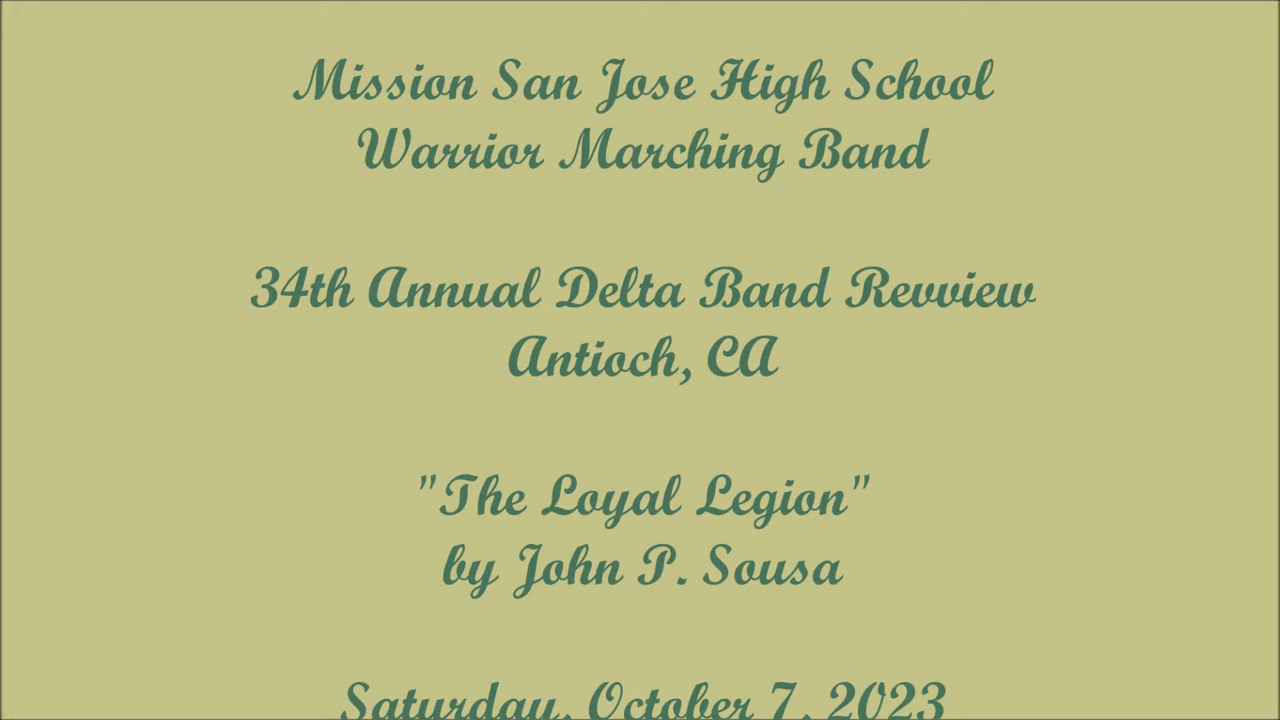 Mission San Jose High School
Warrior Marching Band
34th Annual Delta Band Revview
Antioch, CA
"The Loyal Legion"
by John P. Sousa
Saturday, October 7, 2023